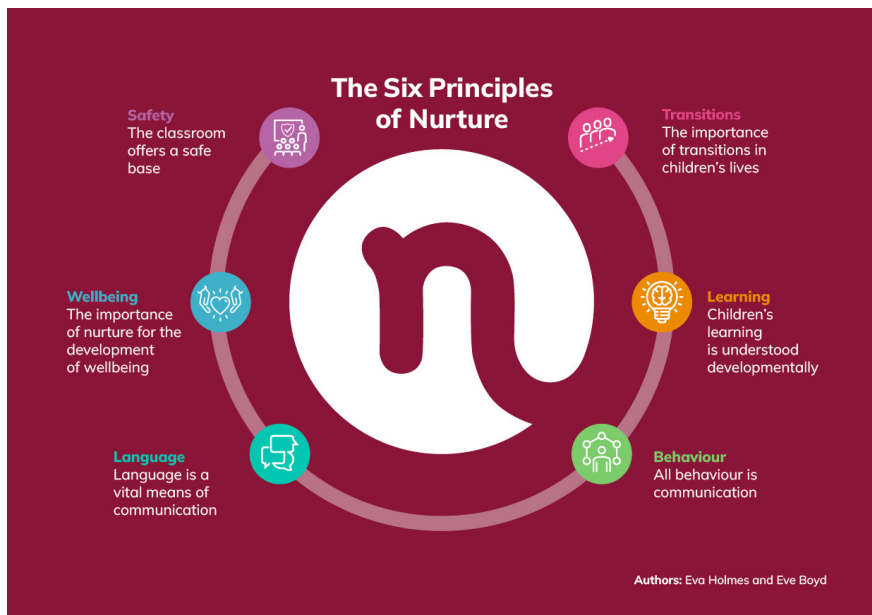 The Six Principles
of Nurture
Safety
The classroom
offers a safe
base
Transitions
The importance
of transitions in
children's lives
Wellbeing
The importance
of nurture for the
development
of wellbeing
Learning
Children's
learning
is understood
developmentally
Language
Language is a
vital means of
communication
Behaviour
All behaviour is
communication
n
Authors: Eva Holmes and Eve Boyd